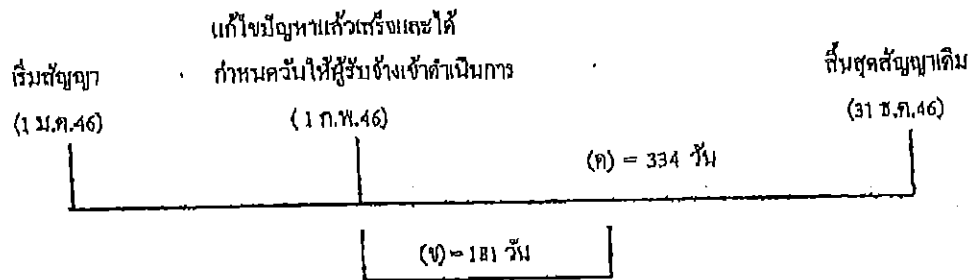 แก้ไขปัญหาแล้วเสร็จและได้
เริ่มสัญญา
กำหนดวันให้ผู้รับจ้างเข้าดำเนินการ
สิ้นสุดสัญญาเดิม
(1 ม.ค.46)
(1 ก.พ.46)
(31 ธ.ค.46)
(ค) = 334 วัน
(ข) = 181 วัน